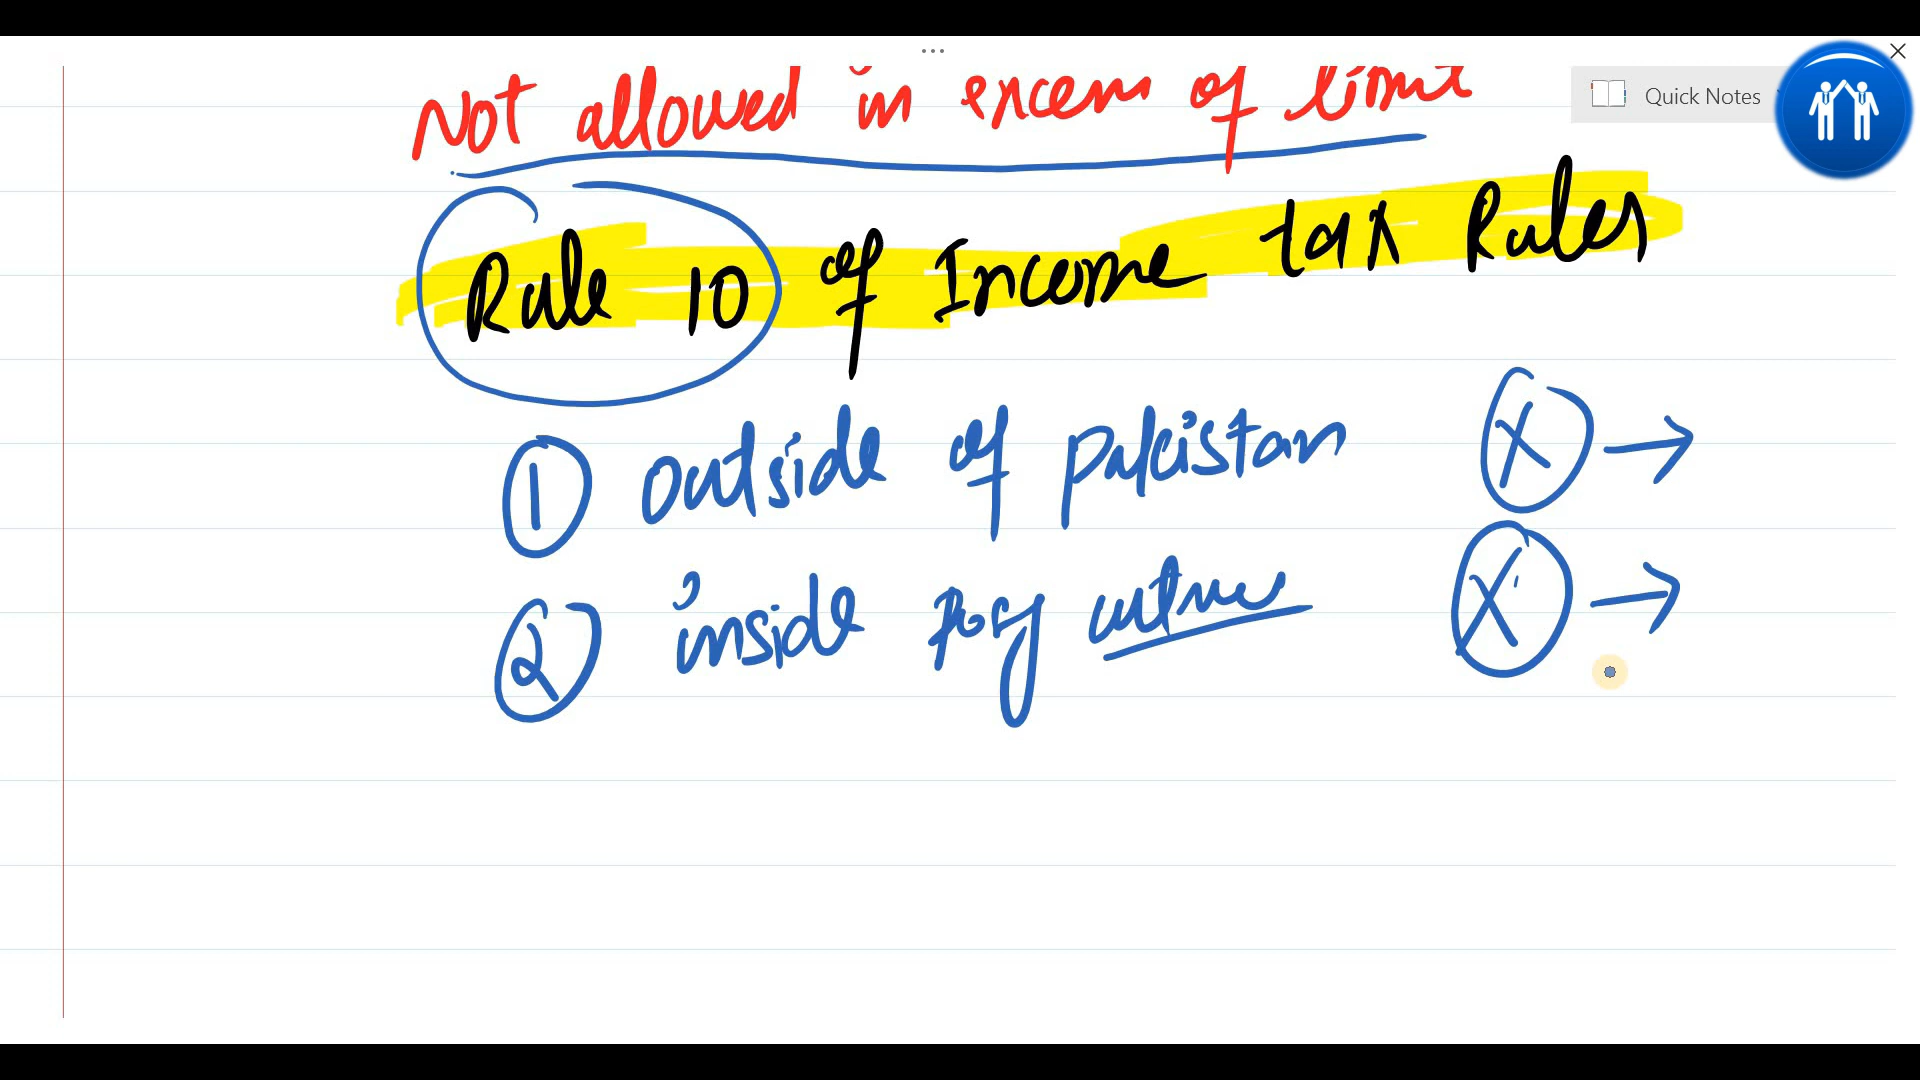 Not allowed in excess of limit
Quick Notes
Rule 10 of Income tax Rules
1 outside of pakistan X →
2 inside X →